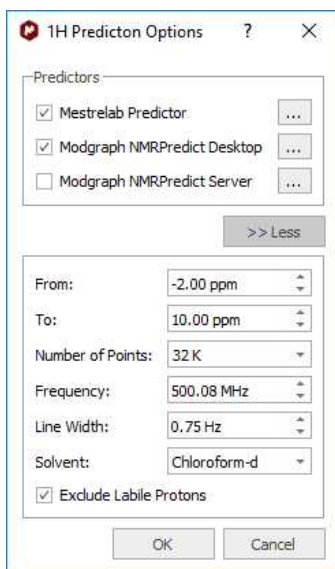 1H Predicton Options ?
Predictors
Mestrelab Predictor ...
Modgraph NMRPredict Desktop ...
Modgraph NMRPredict Server ...
>> Less
From: -2.00 ppm
To: 10.00 ppm
Number of Points: 32 K
Frequency: 500.08 MHz
Line Width: 0.75 Hz
Solvent: Chloroform-d
Exclude Labile Protons
OK Cancel